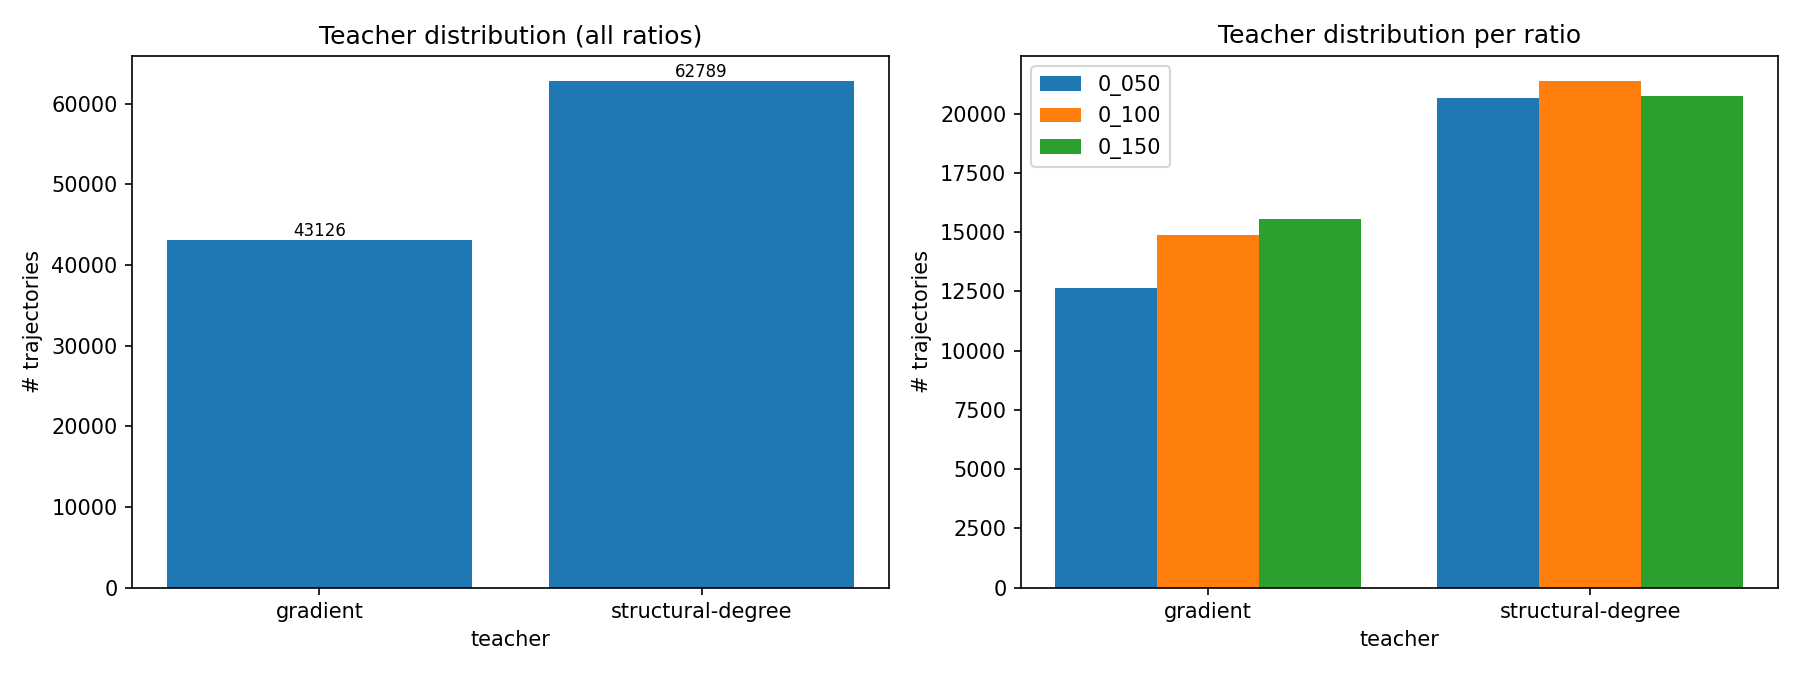 Teacher distribution (all ratios)
# trajectories
60000
50000
40000
30000
20000
10000
0
43126
62789
gradient
structural-degree
teacher
Teacher distribution per ratio
0_050
0_100
0_150
# trajectories
20000
17500
15000
12500
10000
7500
5000
2500
0
gradient
structural-degree
teacher